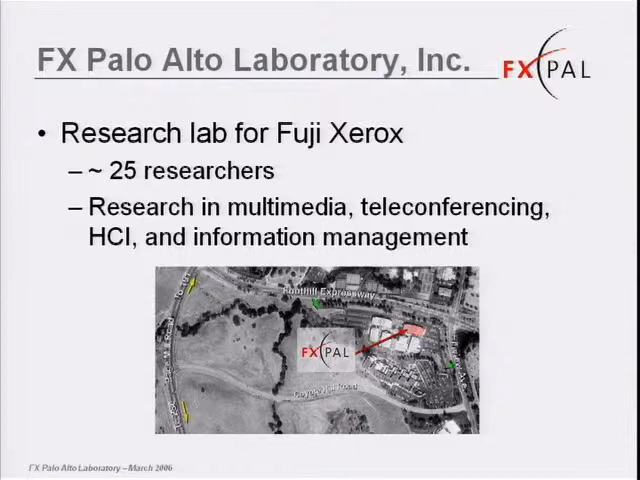 FX Palo Alto Laboratory, Inc.
FX PAL
• Research lab for Fuji Xerox
– ~ 25 researchers
– Research in multimedia, teleconferencing,
HCI, and information management
Foothill Expressway
FX PAL
Coyote Hill Road
FX Palo Alto Laboratory – March 2006